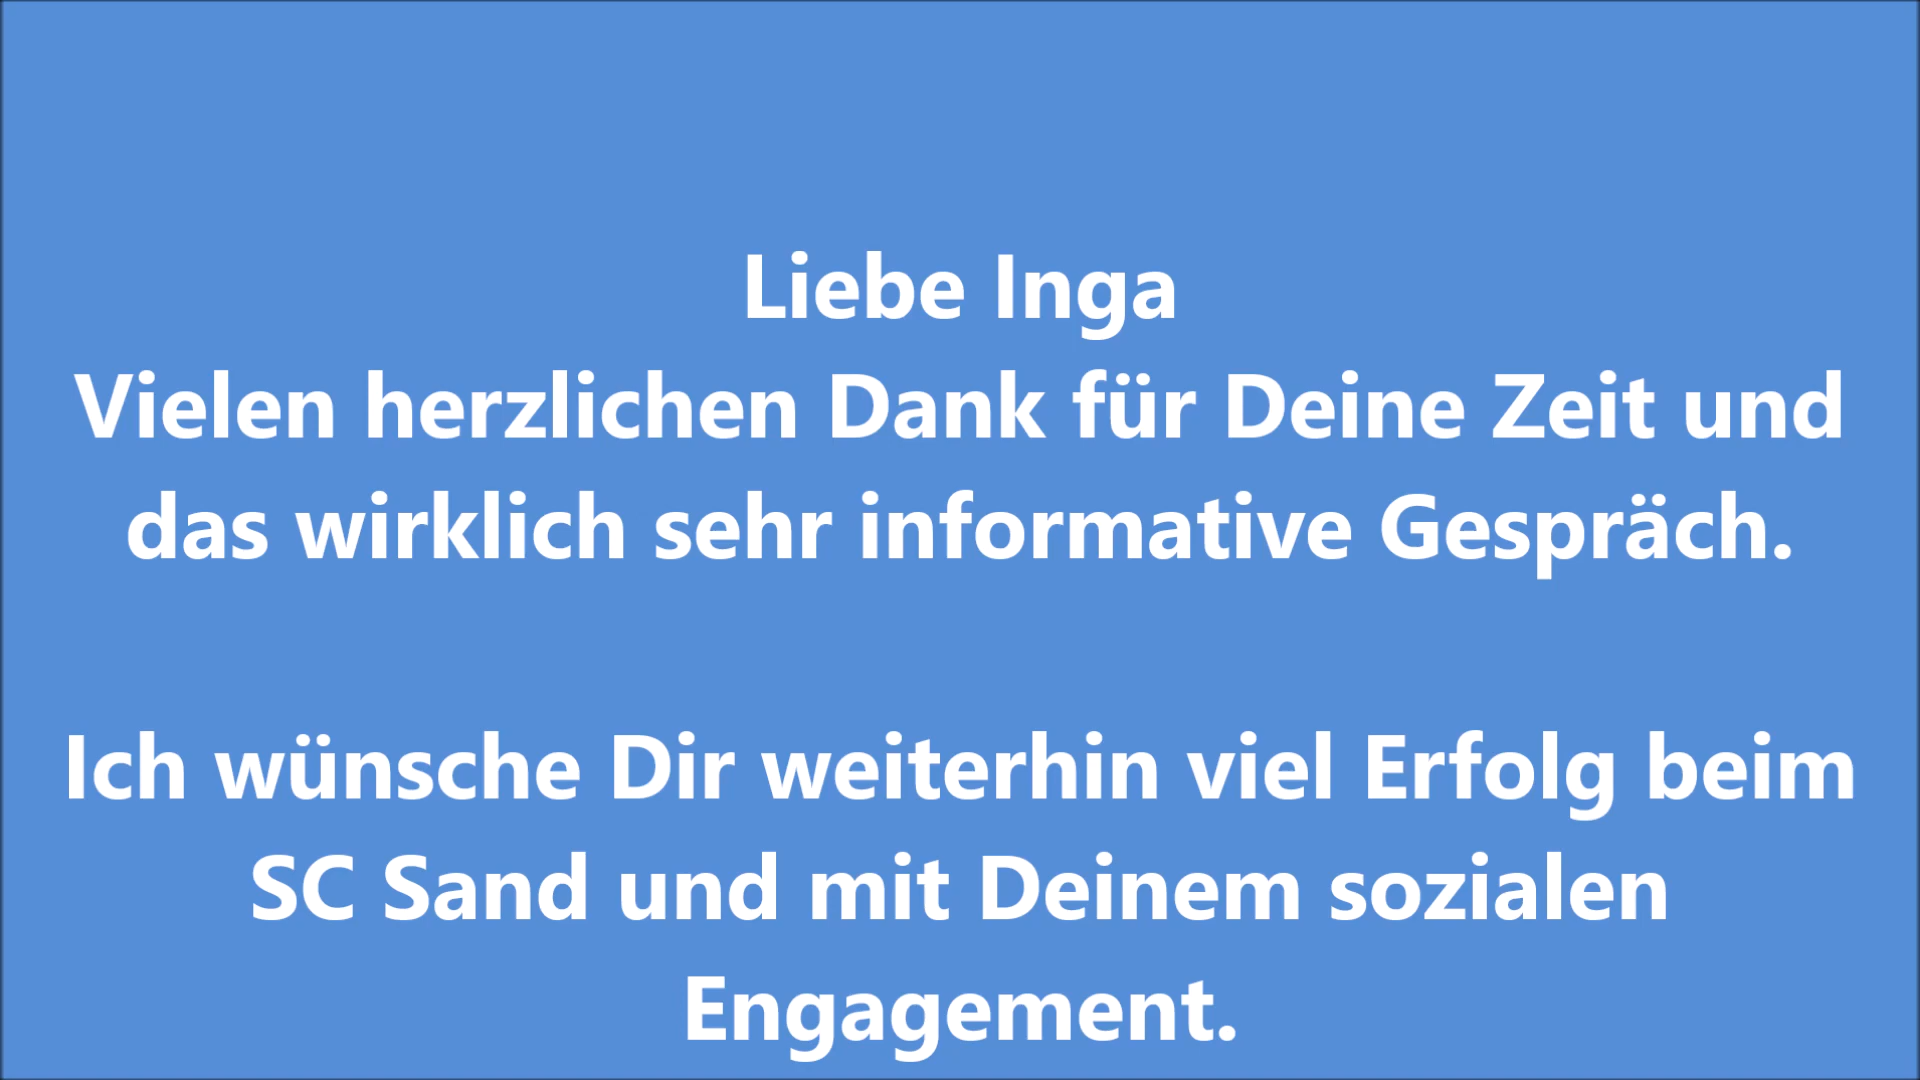 Liebe Inga
Vielen herzlichen Dank für Deine Zeit und
das wirklich sehr informative Gespräch.
Ich wünsche Dir weiterhin viel Erfolg beim
SC Sand und mit Deinem sozialen
Engagement.